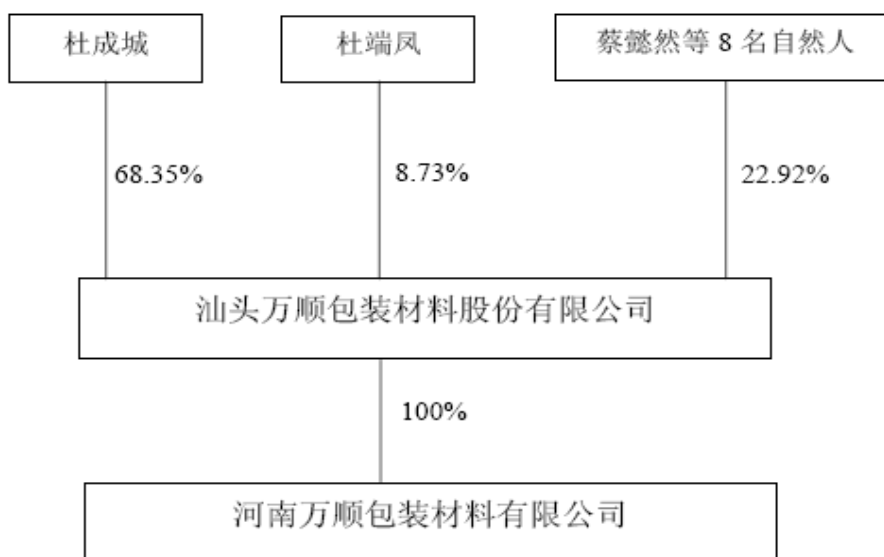 杜成城
杜端凤
蔡懿然等 8 名自然人
68.35%
8.73%
22.92%
汕头万顺包装材料股份有限公司
100%
河南万顺包装材料有限公司